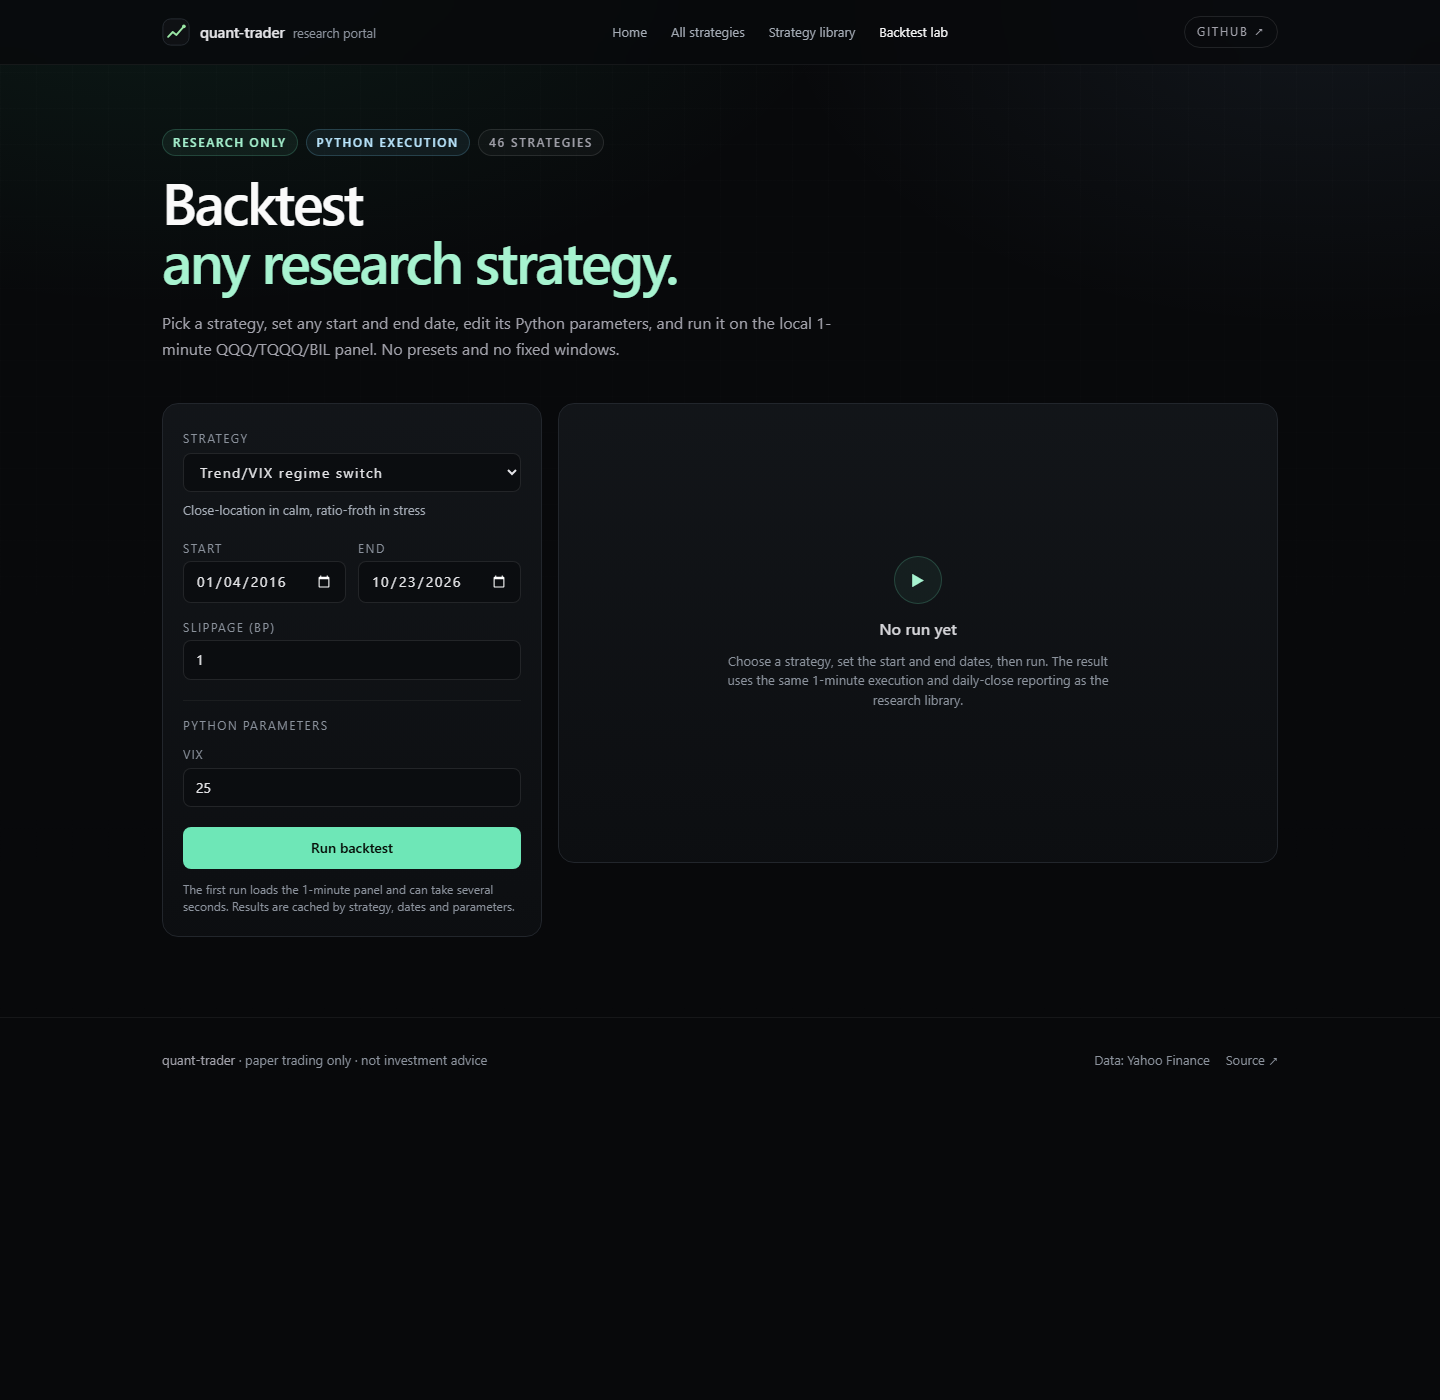 quant-trader research portal
Home All strategies Strategy library Backtest lab
GITHUB ↗
RESEARCH ONLY PYTHON EXECUTION 46 STRATEGIES
Backtest
any research strategy.
Pick a strategy, set any start and end date, edit its Python parameters, and run it on the local 1-
minute QQQ/TQQQ/BIL panel. No presets and no fixed windows.
STRATEGY
Trend/VIX regime switch
Close-location in calm, ratio-froth in stress
START END
01/04/2016 10/23/2026
SLIPPAGE (BP)
1
PYTHON PARAMETERS
VIX
25
Run backtest
The first run loads the 1-minute panel and can take several
seconds. Results are cached by strategy, dates and parameters.
No run yet
Choose a strategy, set the start and end dates, then run. The result
uses the same 1-minute execution and daily-close reporting as the
research library.
quant-trader · paper trading only · not investment advice
Data: Yahoo Finance Source ↗